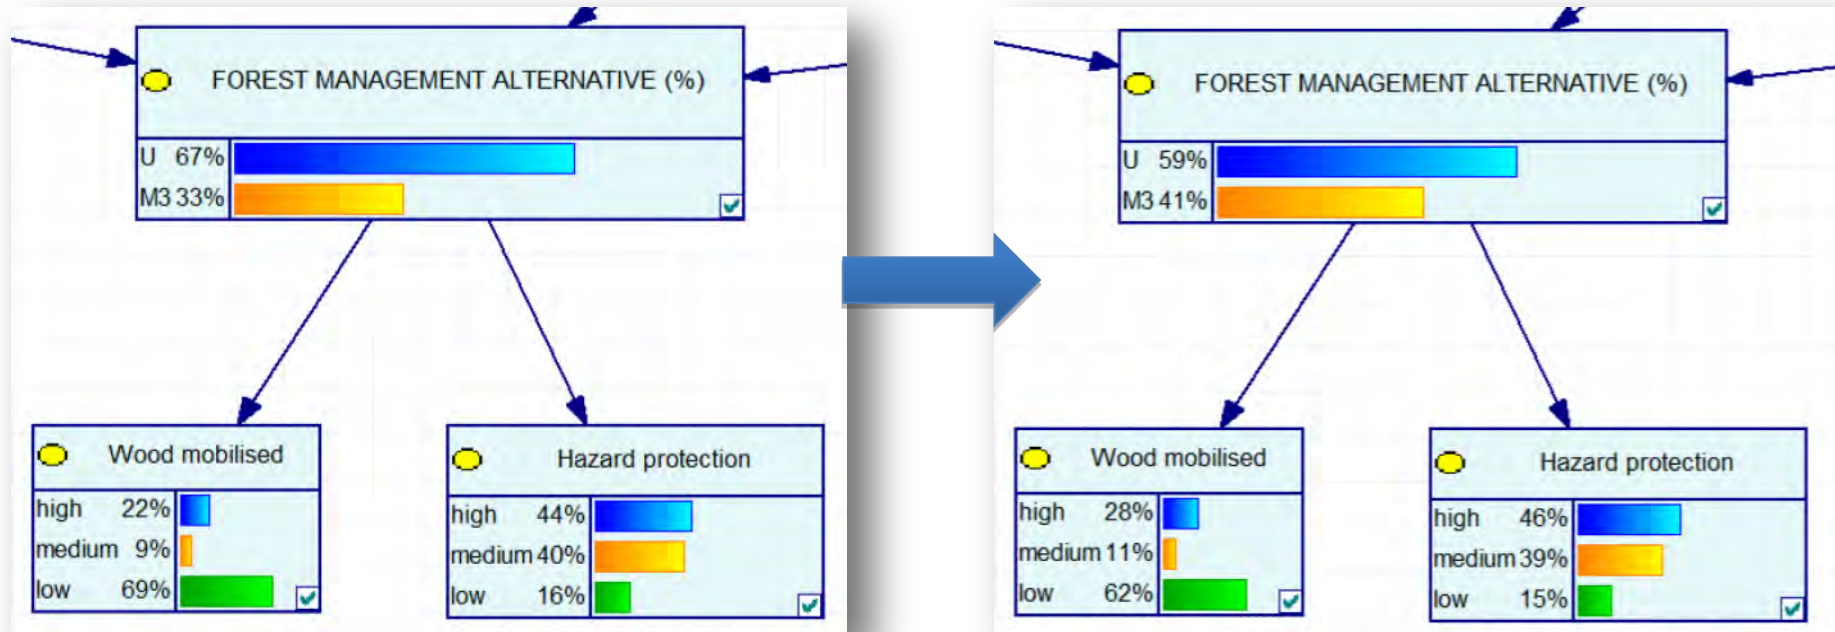 FOREST MANAGEMENT ALTERNATIVE (%)
U 67%
M3 33%
Wood mobilised
high 22%
medium 9%
low 69%
Hazard protection
high 44%
medium 40%
low 16%
FOREST MANAGEMENT ALTERNATIVE (%)
U 59%
M3 41%
Wood mobilised
high 28%
medium 11%
low 62%
Hazard protection
high 46%
medium 39%
low 15%